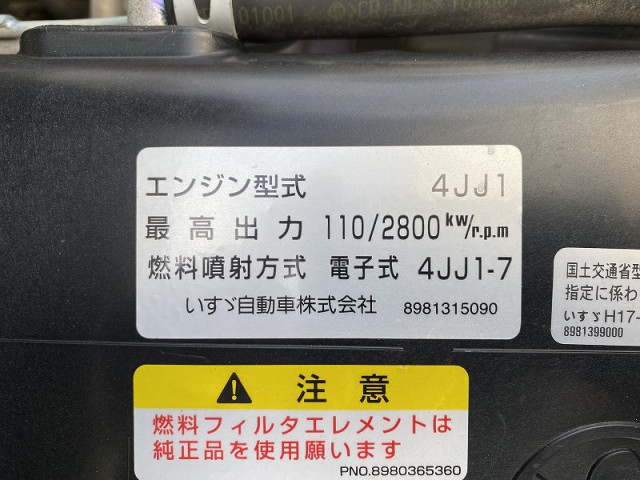 エンジン型式 4JJ1
最高出力 110/2800kw/r.p.m
燃料噴射方式 電子式 4JJ1-7
いすゞ自動車株式会社 8981315090
国土交通省型
指定に係わ
いすゞH17-
8981399000
注意
燃料フィルタエレメントは
純正品を使用願います
PNO.8980365360